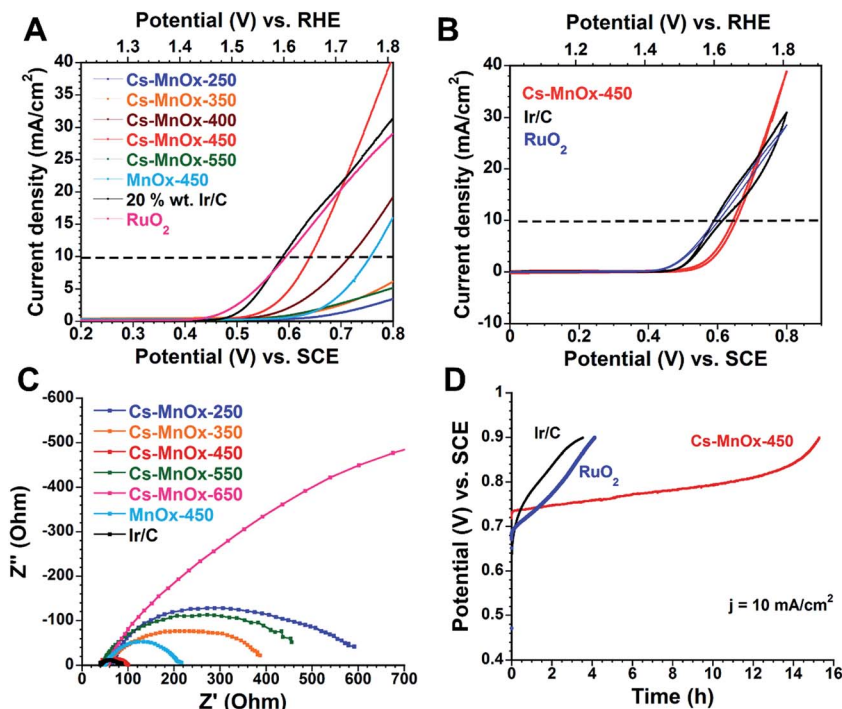 A
Potential (V) vs. RHE
1.3 1.4 1.5 1.6 1.7 1.8
Current density (mA/cm²)
40
35
30
25
20
15
10
5
0
Cs-MnOx-250
Cs-MnOx-350
Cs-MnOx-400
Cs-MnOx-450
Cs-MnOx-550
MnOx-450
20 % wt. Ir/C
RuO₂
0.2 0.3 0.4 0.5 0.6 0.7 0.8
Potential (V) vs. SCE
B
Potential (V) vs. RHE
1.2 1.4 1.6 1.8
Current density (mA/cm²)
40
30
20
10
0
-10
Cs-MnOx-450
Ir/C
RuO₂
0 0.2 0.4 0.6 0.8
Potential (V) vs. SCE
C
Z'' (Ohm)
-600
-500
-400
-300
-200
-100
0
Cs-MnOx-250
Cs-MnOx-350
Cs-MnOx-450
Cs-MnOx-550
Cs-MnOx-650
MnOx-450
Ir/C
0 100 200 300 400 500 600 700
Z' (Ohm)
D
Potential (V) vs. SCE
1
0.9
0.8
0.7
0.6
0.5
0.4
Ir/C
RuO₂
Cs-MnOx-450
j = 10 mA/cm²
0 2 4 6 8 10 12 14 16
Time (h)